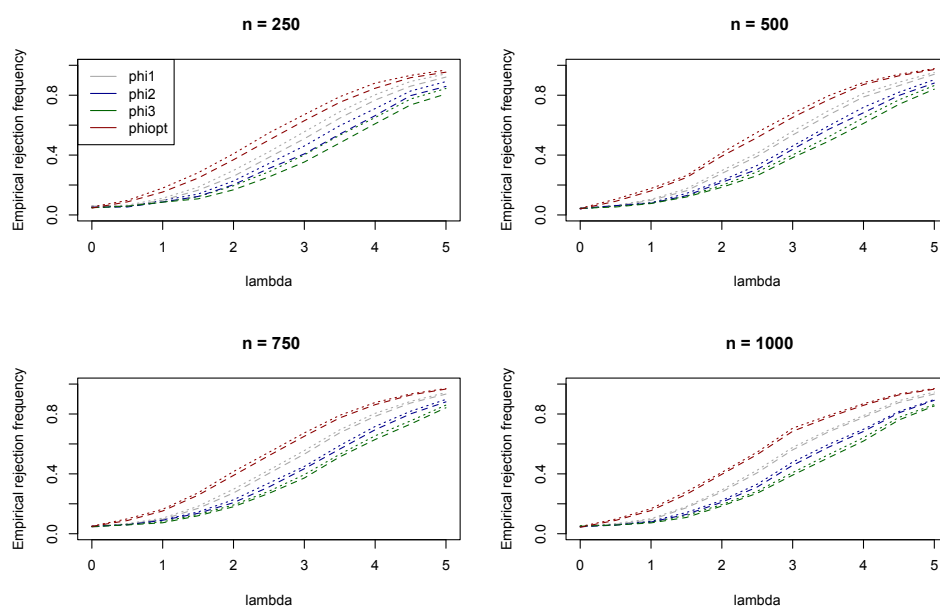 n = 250
Empirical rejection frequency
0.0 0.4 0.8
phi1
phi2
phi3
phiopt
0 1 2 3 4 5
lambda
n = 500
Empirical rejection frequency
0.0 0.4 0.8
0 1 2 3 4 5
lambda
n = 750
Empirical rejection frequency
0.0 0.4 0.8
0 1 2 3 4 5
lambda
n = 1000
Empirical rejection frequency
0.0 0.4 0.8
0 1 2 3 4 5
lambda